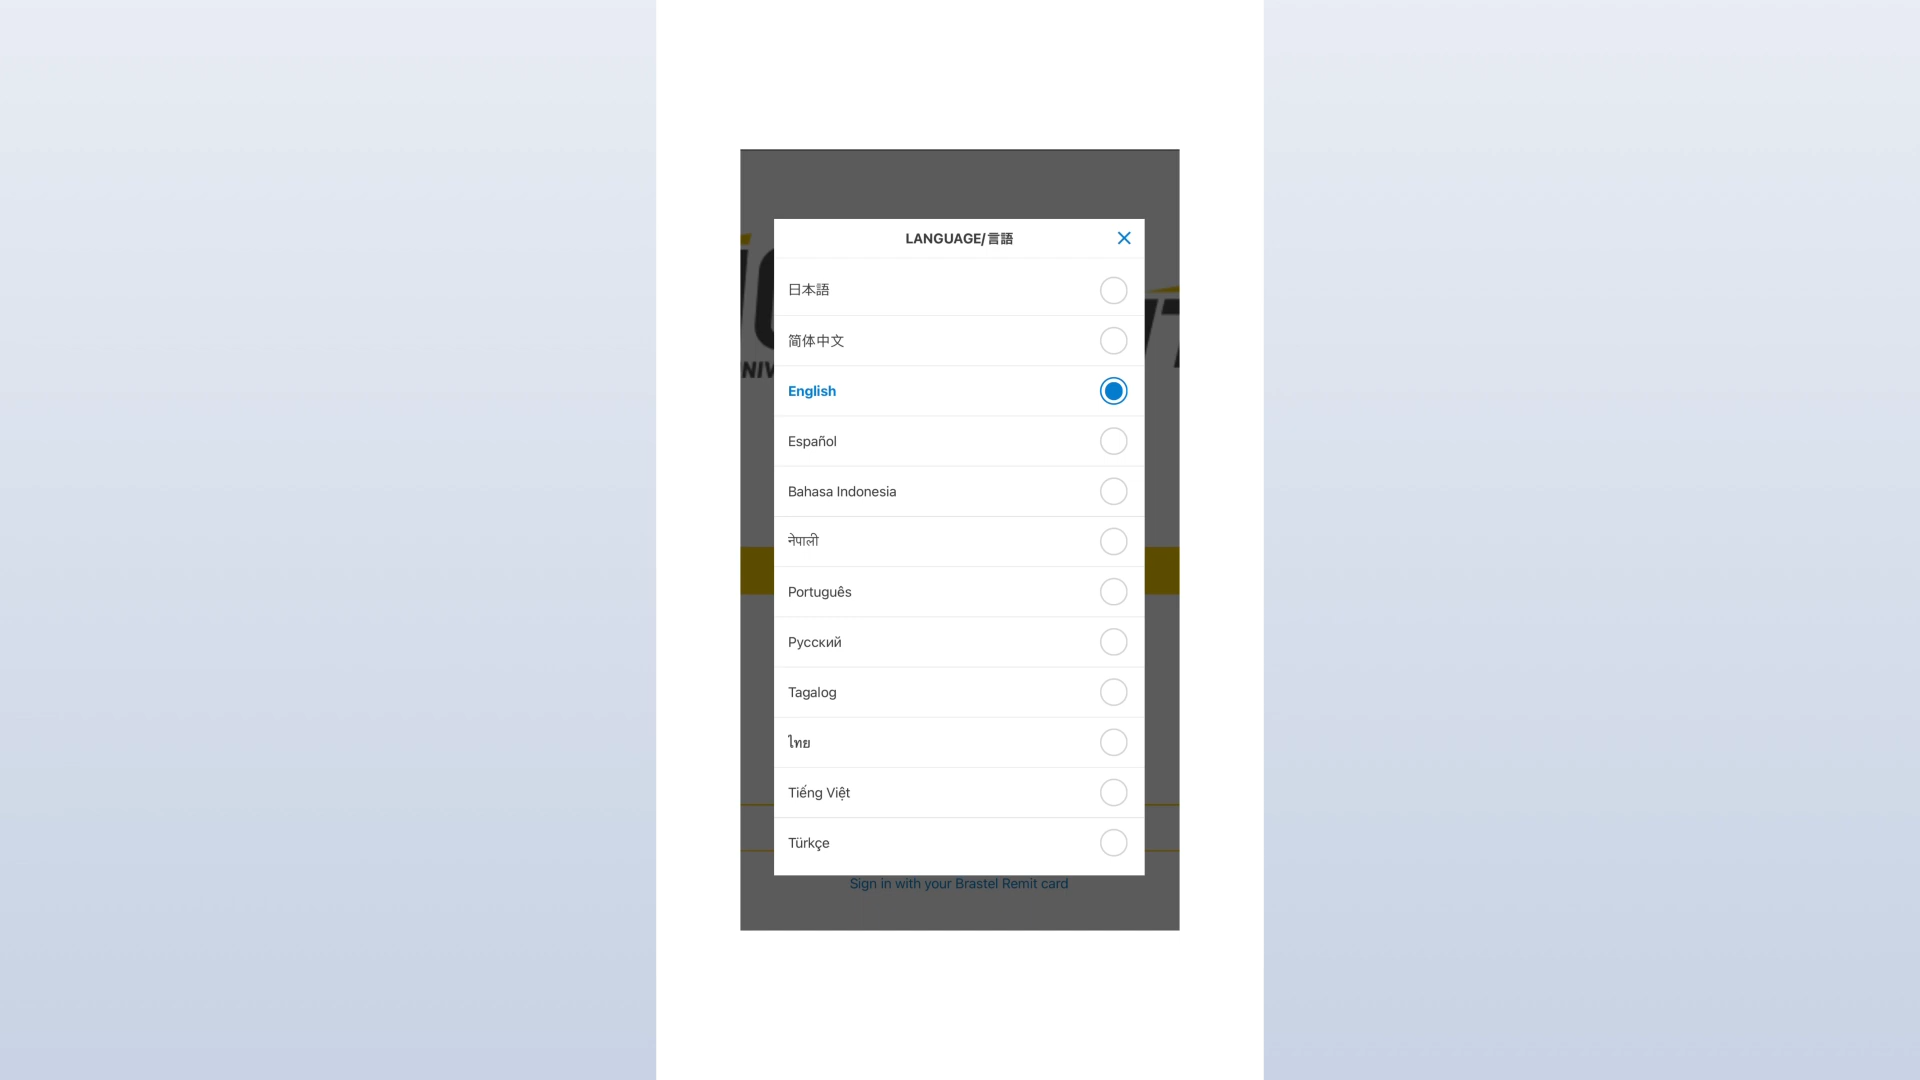 LANGUAGE/言語
日本語
简体中文
English
Español
Bahasa Indonesia
नेपाली
Português
Русский
Tagalog
ไทย
Tiếng Việt
Türkçe
Sign in with your Brastel Remit card